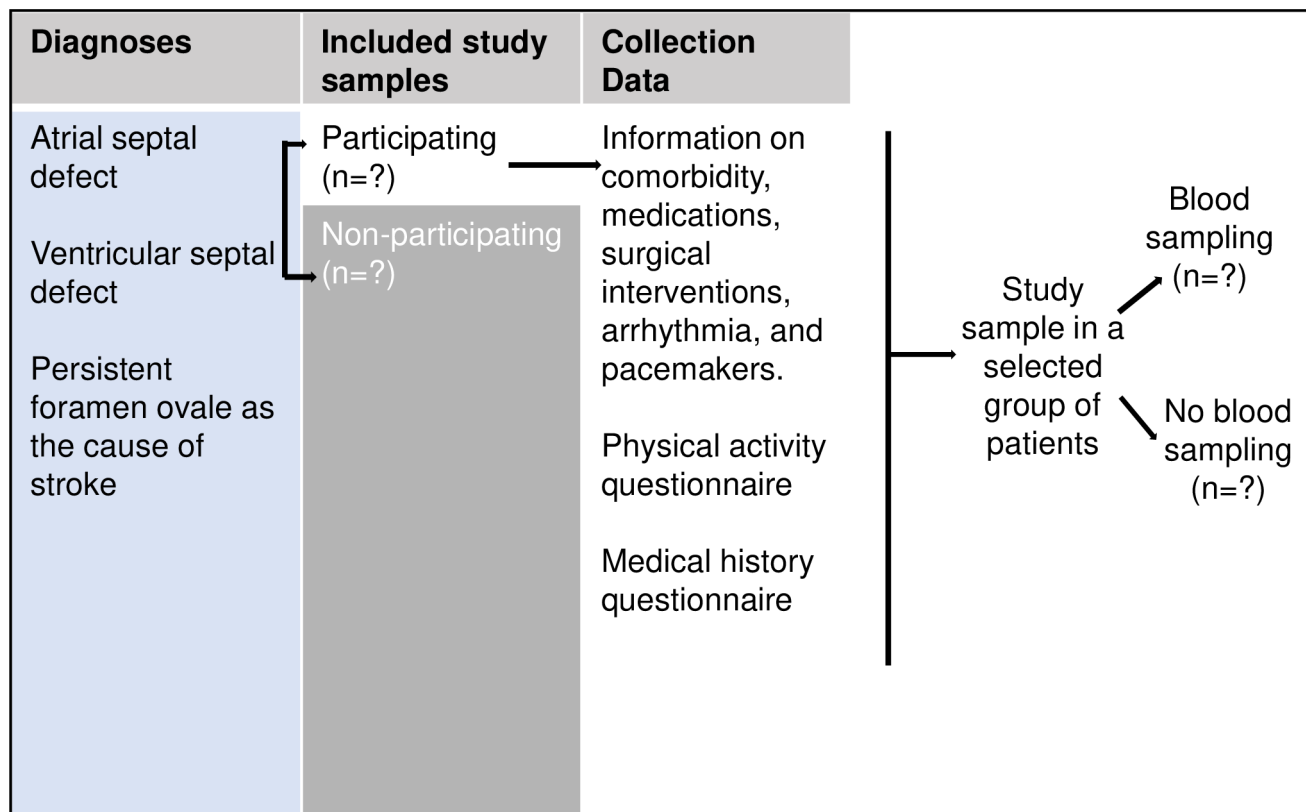 Diagnoses
Included study
samples
Collection
Data
Atrial septal
defect
Ventricular septal
defect
Persistent
foramen ovale as
the cause of
stroke
Participating
(n=?)
Non-participating
(n=?)
Information on
comorbidity,
medications,
surgical
interventions,
arrhythmia, and
pacemakers.
Physical activity
questionnaire
Medical history
questionnaire
Study
sample in a
selected
group of
patients
Blood
sampling
(n=?)
No blood
sampling
(n=?)